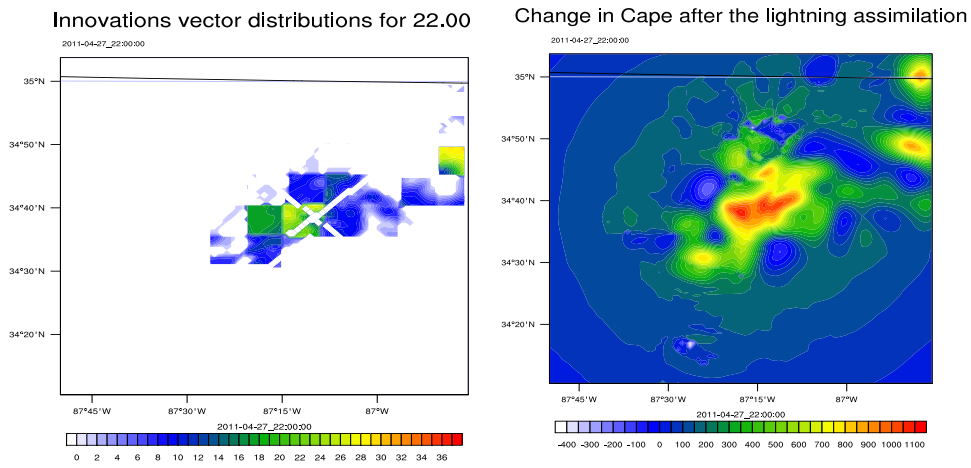 Innovations vector distributions for 22.00
2011-04-27_22:00:00
35°N
34°50'N
34°40'N
34°30'N
34°20'N
87°45'W 87°30'W 87°15'W 87°W
2011-04-27_22:00:00
0 2 4 6 8 10 12 14 16 18 20 22 24 26 28 30 32 34 36
Change in Cape after the lightning assimilation
2011-04-27_22:00:00
35°N
34°50'N
34°40'N
34°30'N
34°20'N
87°45'W 87°30'W 87°15'W 87°W
2011-04-27_22:00:00
-400 -300 -200 -100 0 100 200 300 400 500 600 700 800 900 1000 1100